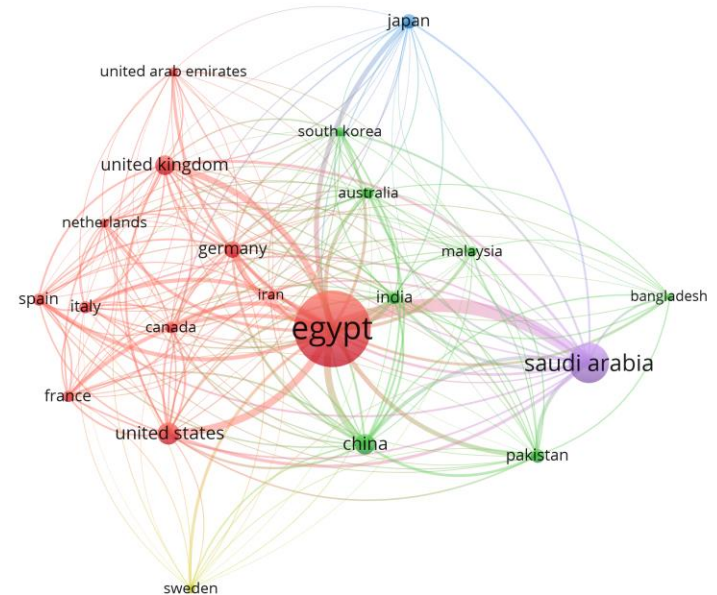 japan
united arab emirates
south korea
united kingdom
australia
netherlands
germany
malaysia
iran
india
bangladesh
spain
italy
canada
egypt
saudi arabia
france
united states
china
pakistan
sweden